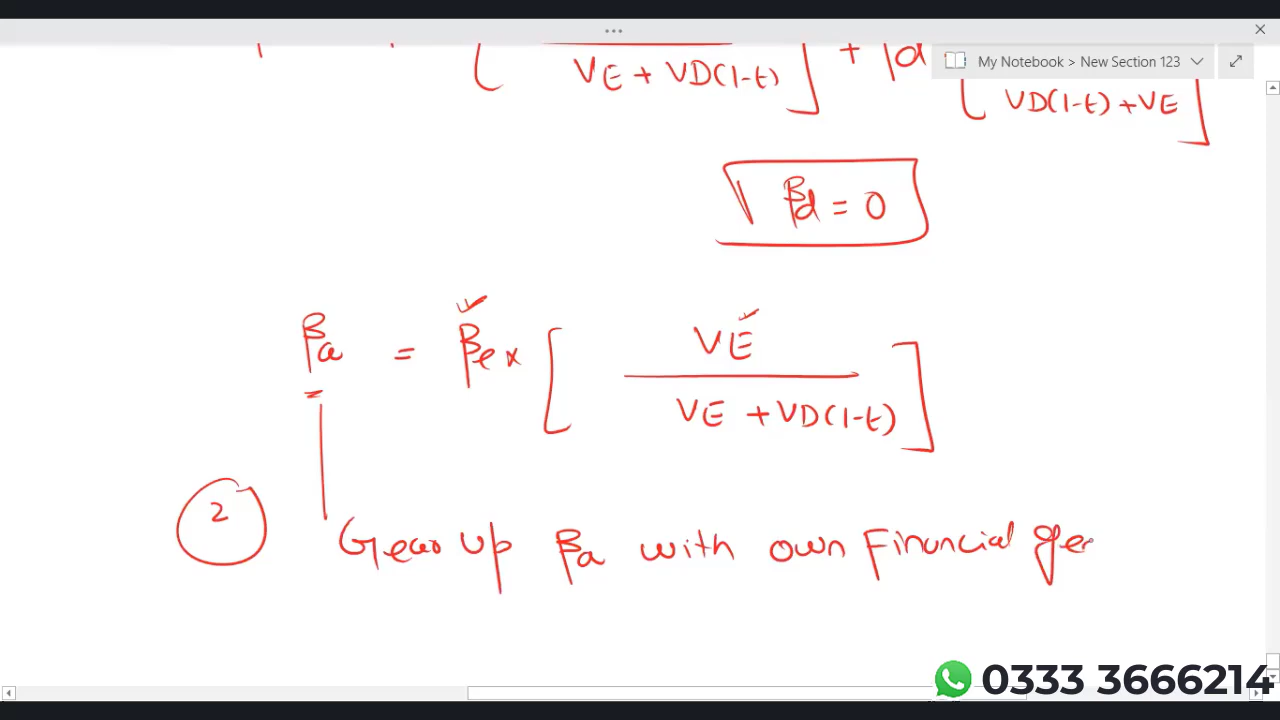 My Notebook > New Section 123
VE + VD(1-t) ] + βd
VD(1-t) + VE ]
βd = 0
βa = βe × [ VE
VE + VD(1-t) ]
2
Gear up βa with own Financial gea
0333 3666214